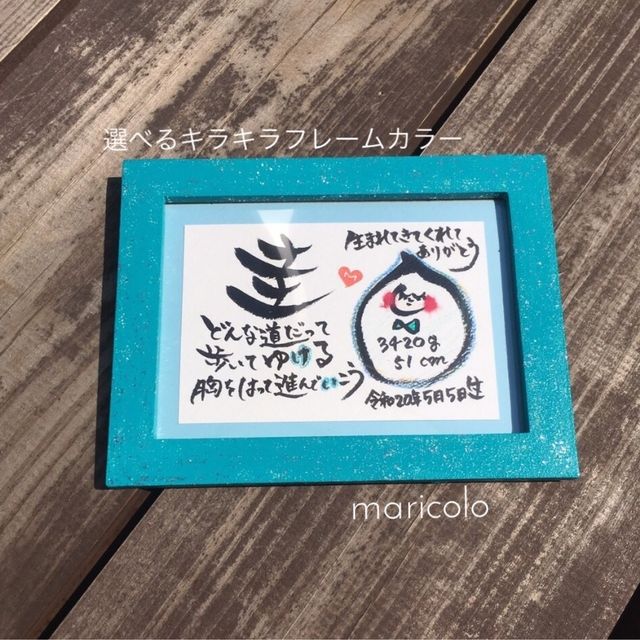 選べるキラキラフレームカラー
圭
どんな道だって
歩いてゆける
胸をはって進んでいこう
生まれてきてくれて
ありがとう
3420g
51cm
令和20年5月5日生
maricolo